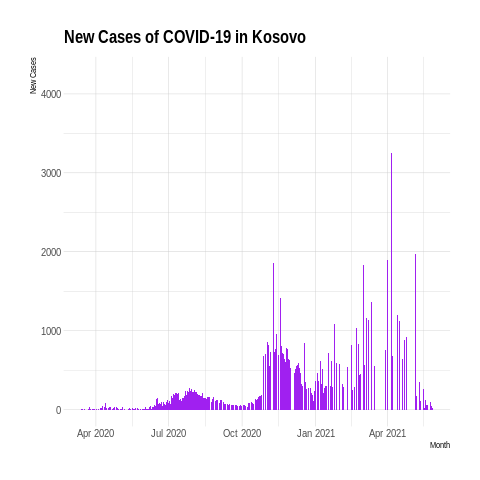 New Cases of COVID-19 in Kosovo
New Cases
4000
3000
2000
1000
0
Apr 2020
Jul 2020
Oct 2020
Jan 2021
Apr 2021
Month